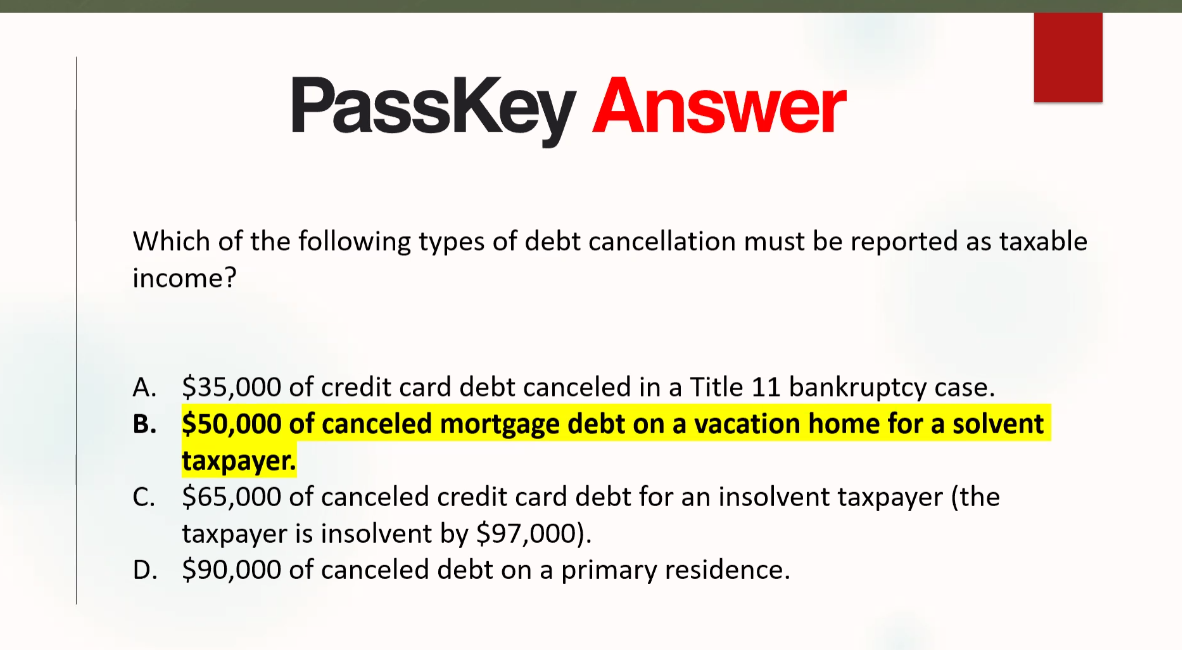 PassKey Answer
Which of the following types of debt cancellation must be reported as taxable
income?
A. $35,000 of credit card debt canceled in a Title 11 bankruptcy case.
B. $50,000 of canceled mortgage debt on a vacation home for a solvent
taxpayer.
C. $65,000 of canceled credit card debt for an insolvent taxpayer (the
taxpayer is insolvent by $97,000).
D. $90,000 of canceled debt on a primary residence.